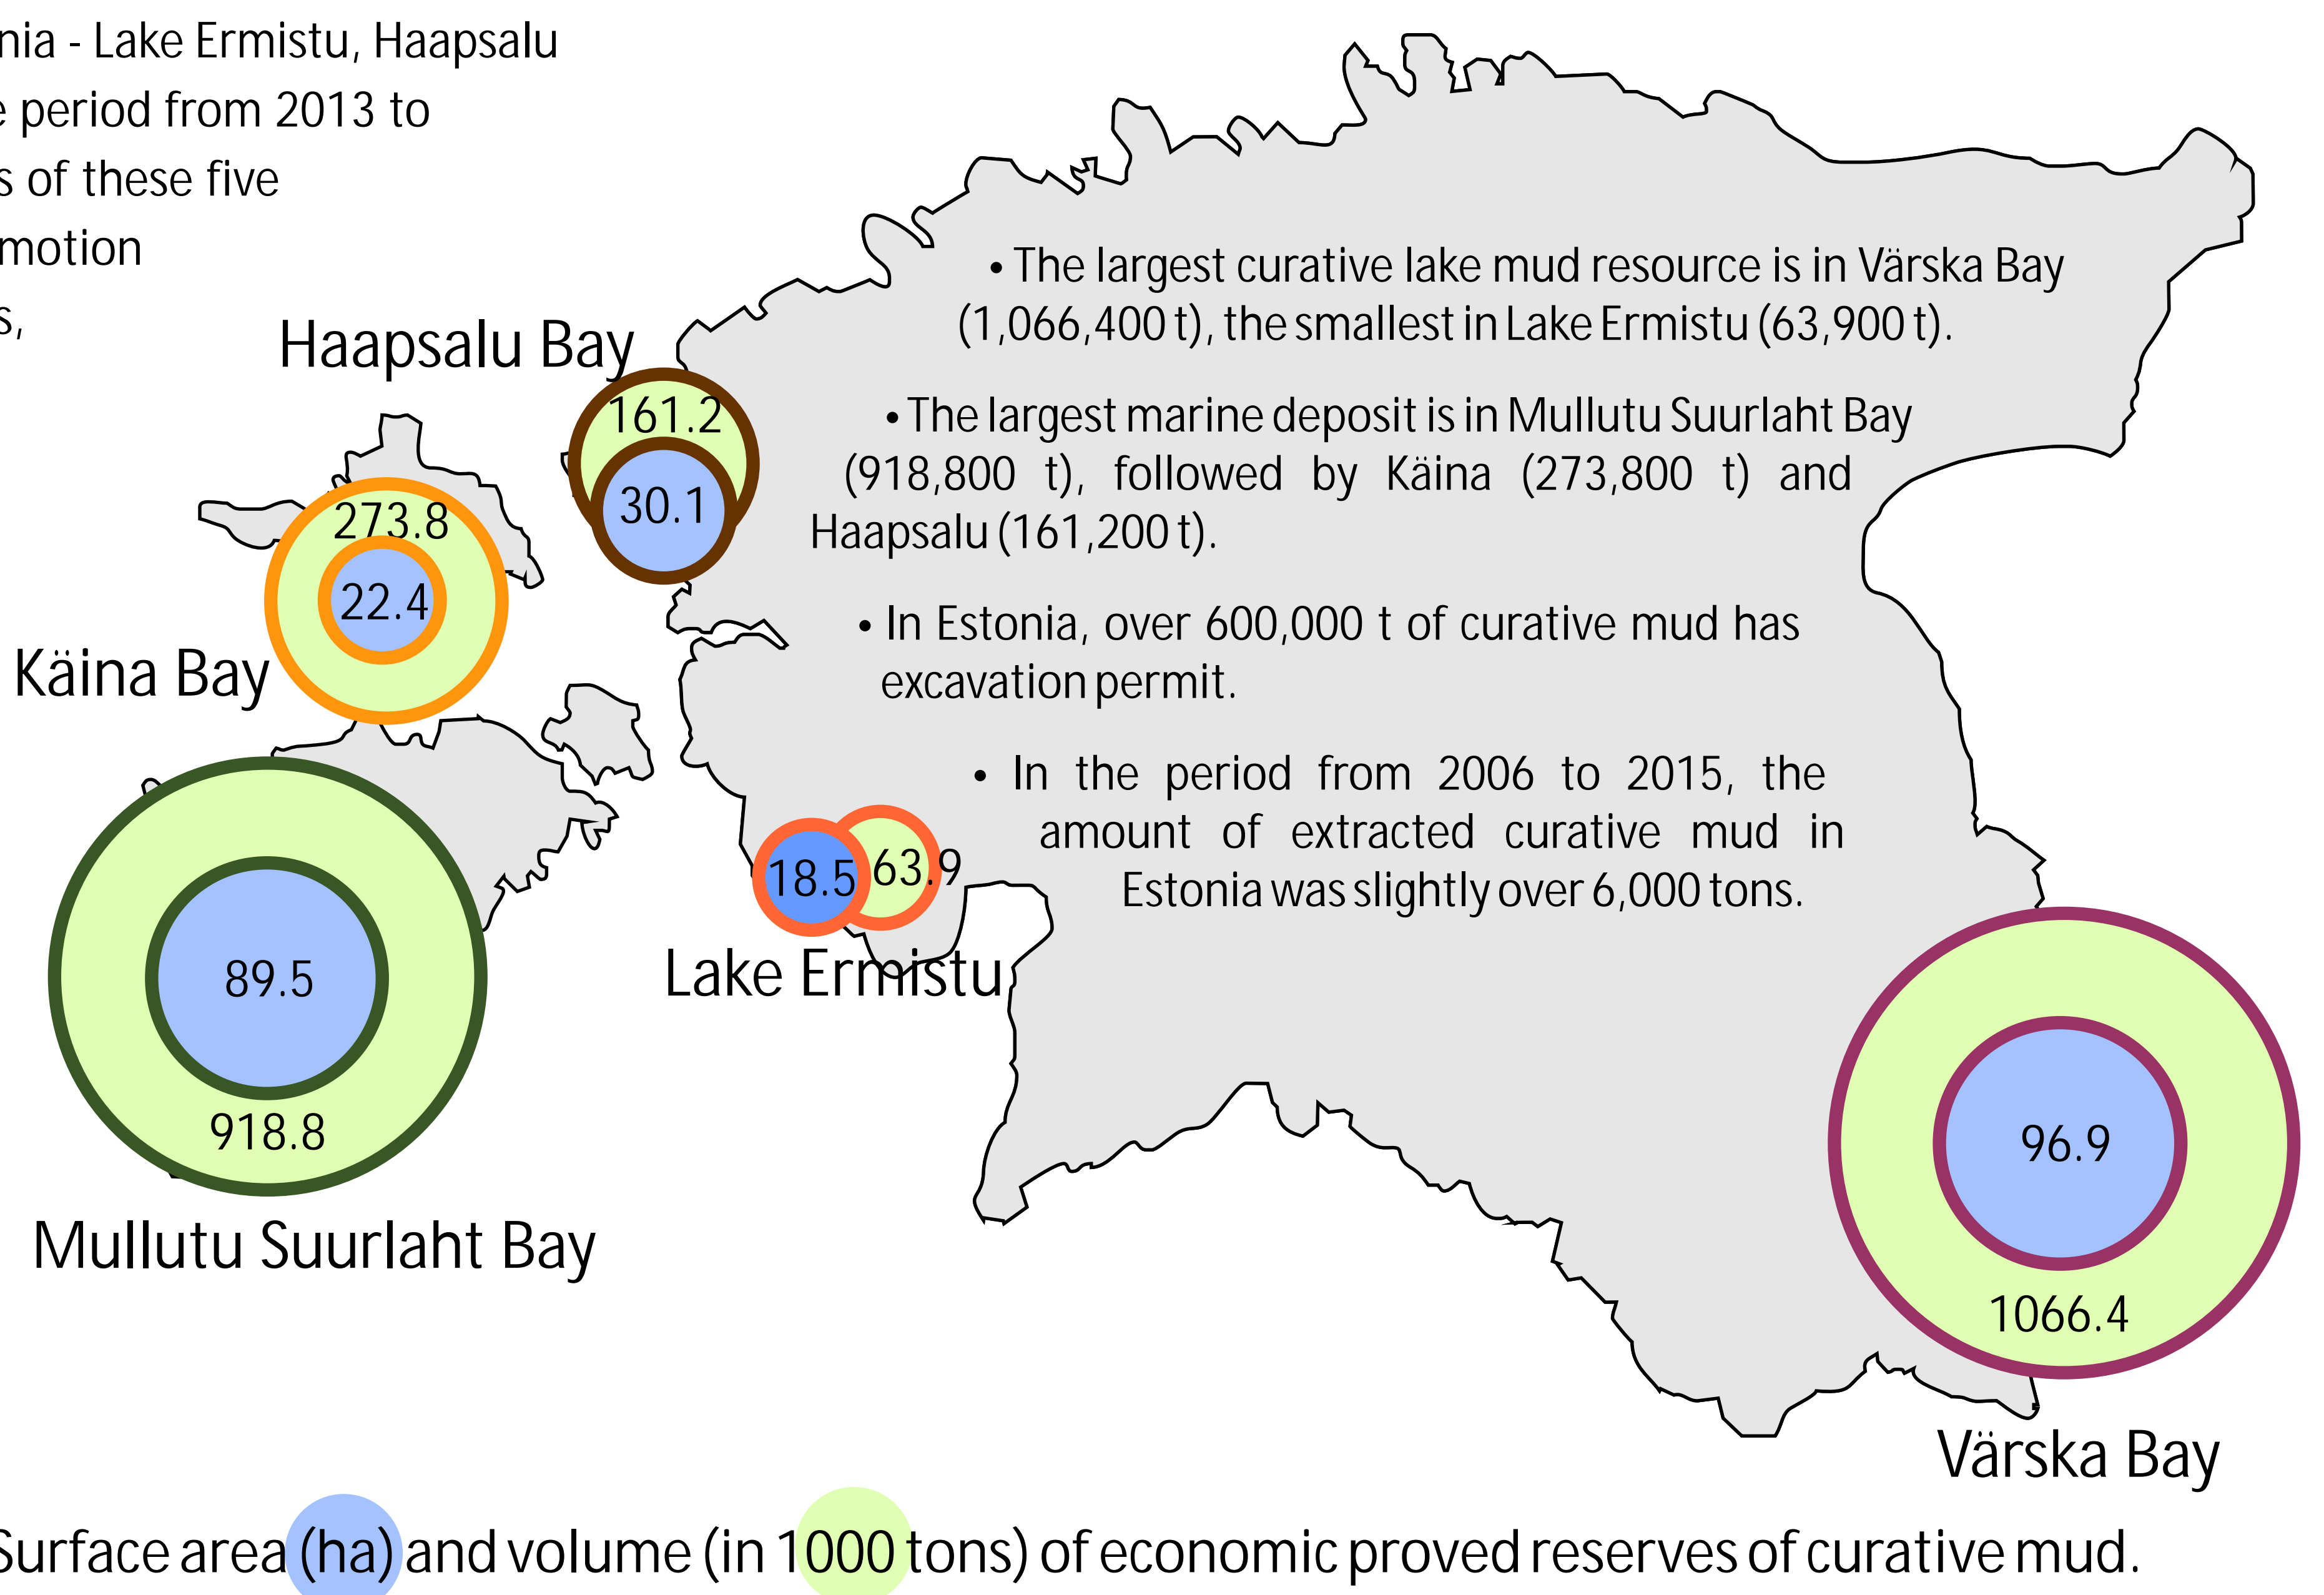 nia - Lake Ermistu, Haapsalu
e period from 2013 to
s of these five
motion
s,
Haapsalu Bay
161.2
30.1
273.8
22.4
Käina Bay
• The largest curative lake mud resource is in Värska Bay
(1,066,400 t), the smallest in Lake Ermistu (63,900 t).
• The largest marine deposit is in Mullutu Suurlaht Bay
(918,800 t), followed by Käina (273,800 t) and
Haapsalu (161,200 t).
• In Estonia, over 600,000 t of curative mud has
excavation permit.
• In the period from 2006 to 2015, the
amount of extracted curative mud in
Estonia was slightly over 6,000 tons.
18.5
63.9
Lake Ermistu
89.5
918.8
Mullutu Suurlaht Bay
96.9
1066.4
Värska Bay
Surface area (ha) and volume (in 1000 tons) of economic proved reserves of curative mud.